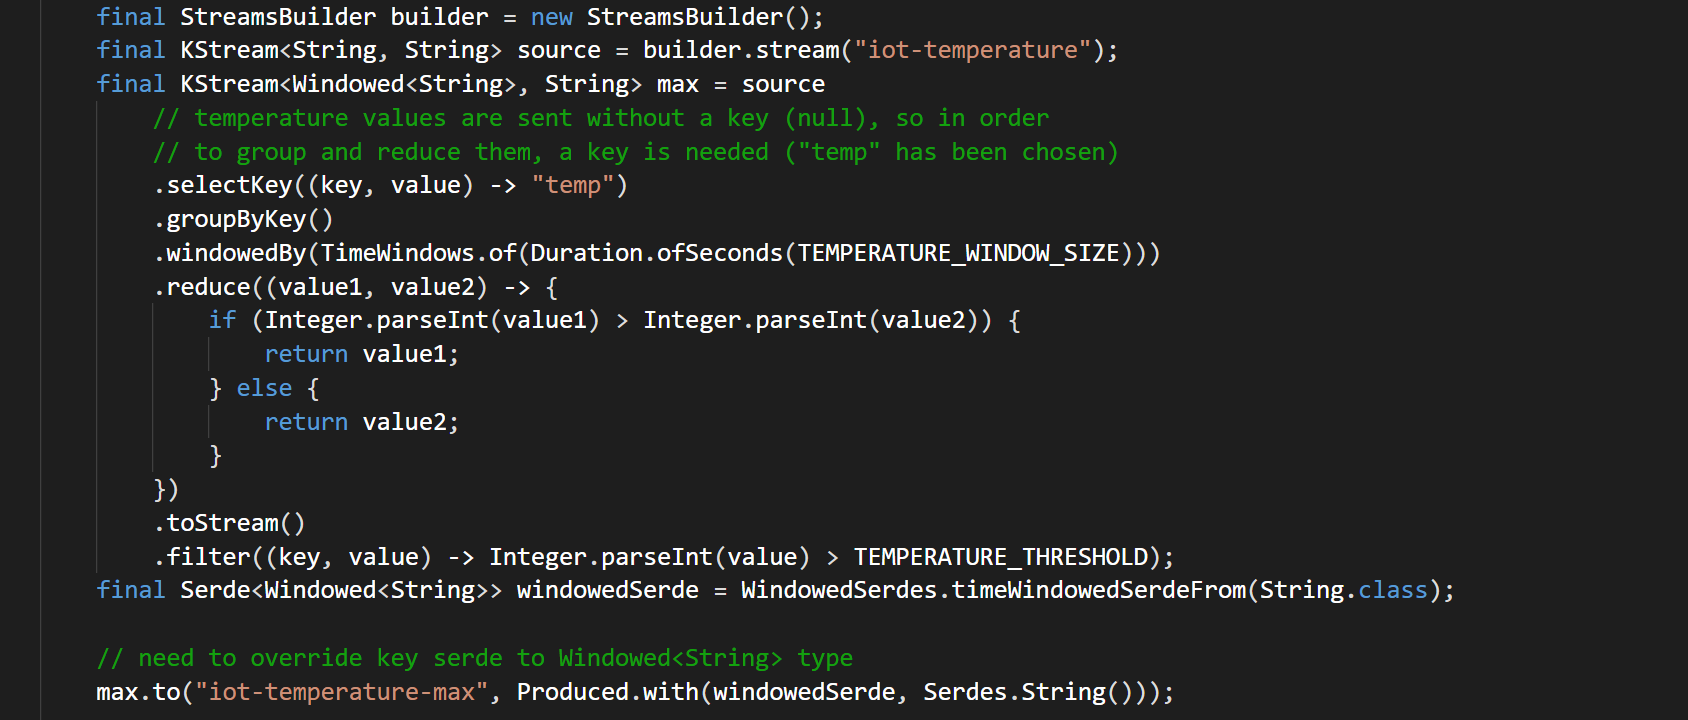 final StreamsBuilder builder = new StreamsBuilder();
final KStream<String, String> source = builder.stream("iot-temperature");
final KStream<Windowed<String>, String> max = source
// temperature values are sent without a key (null), so in order
// to group and reduce them, a key is needed ("temp" has been chosen)
.selectKey((key, value) -> "temp")
.groupByKey()
.windowedBy(TimeWindows.of(Duration.ofSeconds(TEMPERATURE_WINDOW_SIZE)))
.reduce((value1, value2) -> {
if (Integer.parseInt(value1) > Integer.parseInt(value2)) {
return value1;
} else {
return value2;
}
})
.toStream()
.filter((key, value) -> Integer.parseInt(value) > TEMPERATURE_THRESHOLD);
final Serde<Windowed<String>> windowedSerde = WindowedSerdes.timeWindowedSerdeFrom(String.class);
// need to override key serde to Windowed<String> type
max.to("iot-temperature-max", Produced.with(windowedSerde, Serdes.String()));